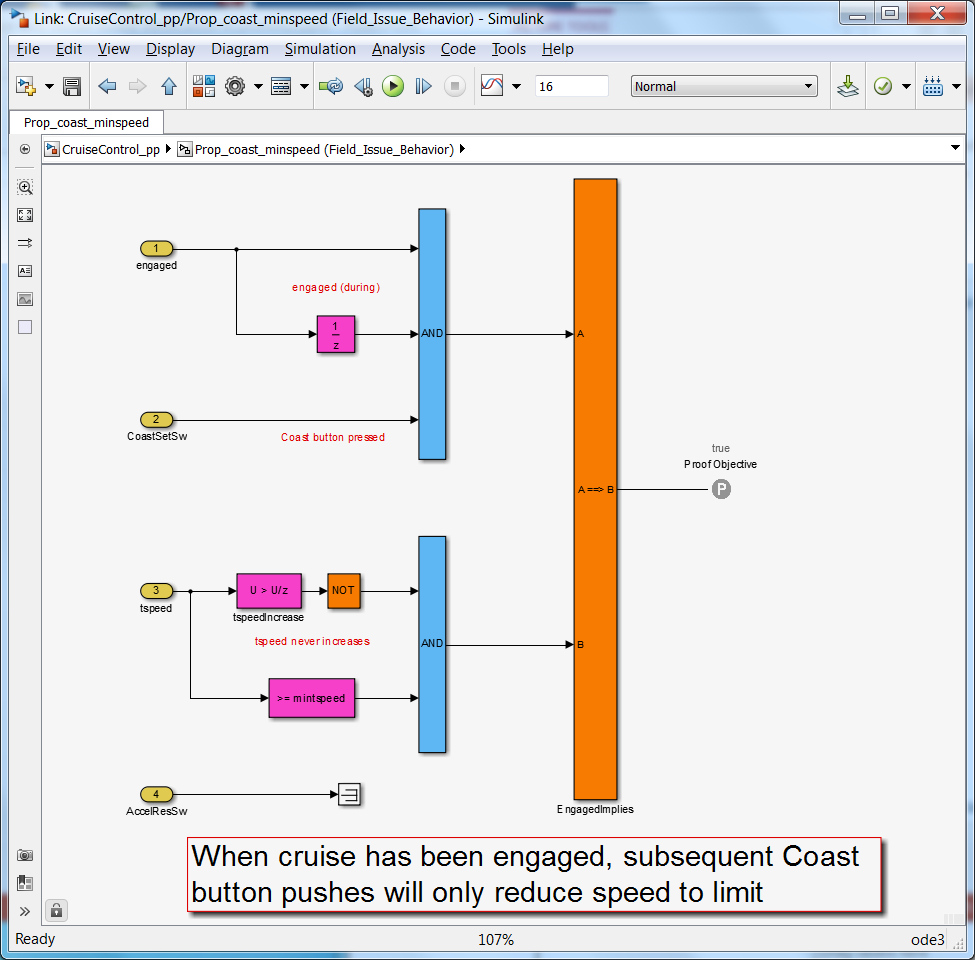 Link: CruiseControl_pp/Prop_coast_minspeed (Field_Issue_Behavior) - Simulink
File Edit View Display Diagram Simulation Analysis Code Tools Help
16 Normal
Prop_coast_minspeed
CruiseControl_pp Prop_coast_minspeed (Field_Issue_Behavior)
1
engaged
engaged (during)
1
z
AND
A
2
CoastSetSw
Coast button pressed
true
Proof Objective
A ==> B
P
3
tspeed
U > U/z
NOT
tspeedIncrease
tspeed never increases
AND
B
>= mintspeed
4
AccelResSw
EngagedImplies
When cruise has been engaged, subsequent Coast
button pushes will only reduce speed to limit
Ready 107% ode3